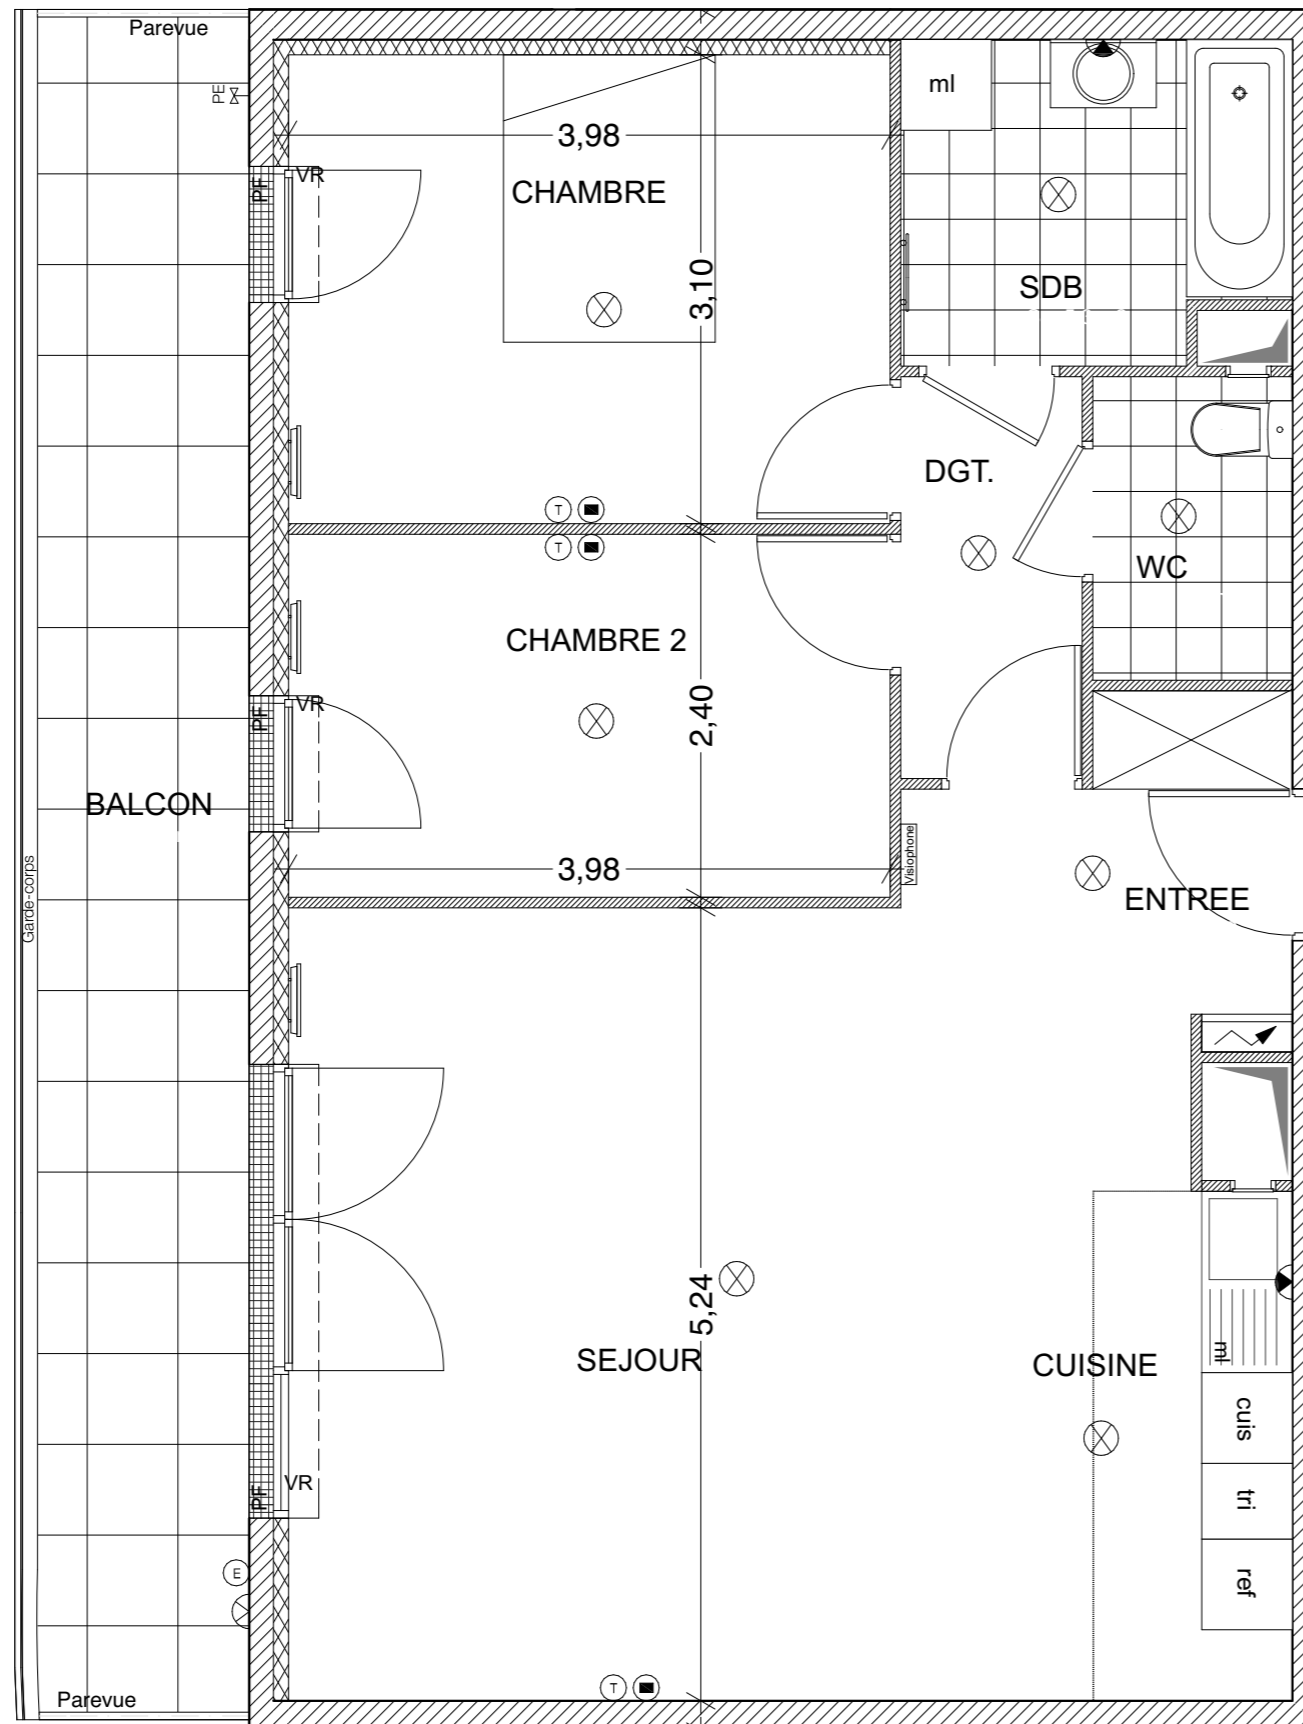 Parevue
PE
ml
3,98
VR
PF
CHAMBRE
3,10
SDB
DGT.
T
T
WC
CHAMBRE 2
VR
PF
2,40
BALCON
Visiophone
3,98
Garde-corps
ENTREE
5,24
SEJOUR
CUISINE
ml
cuis
VR
PF
tri
ref
E
T
Parevue